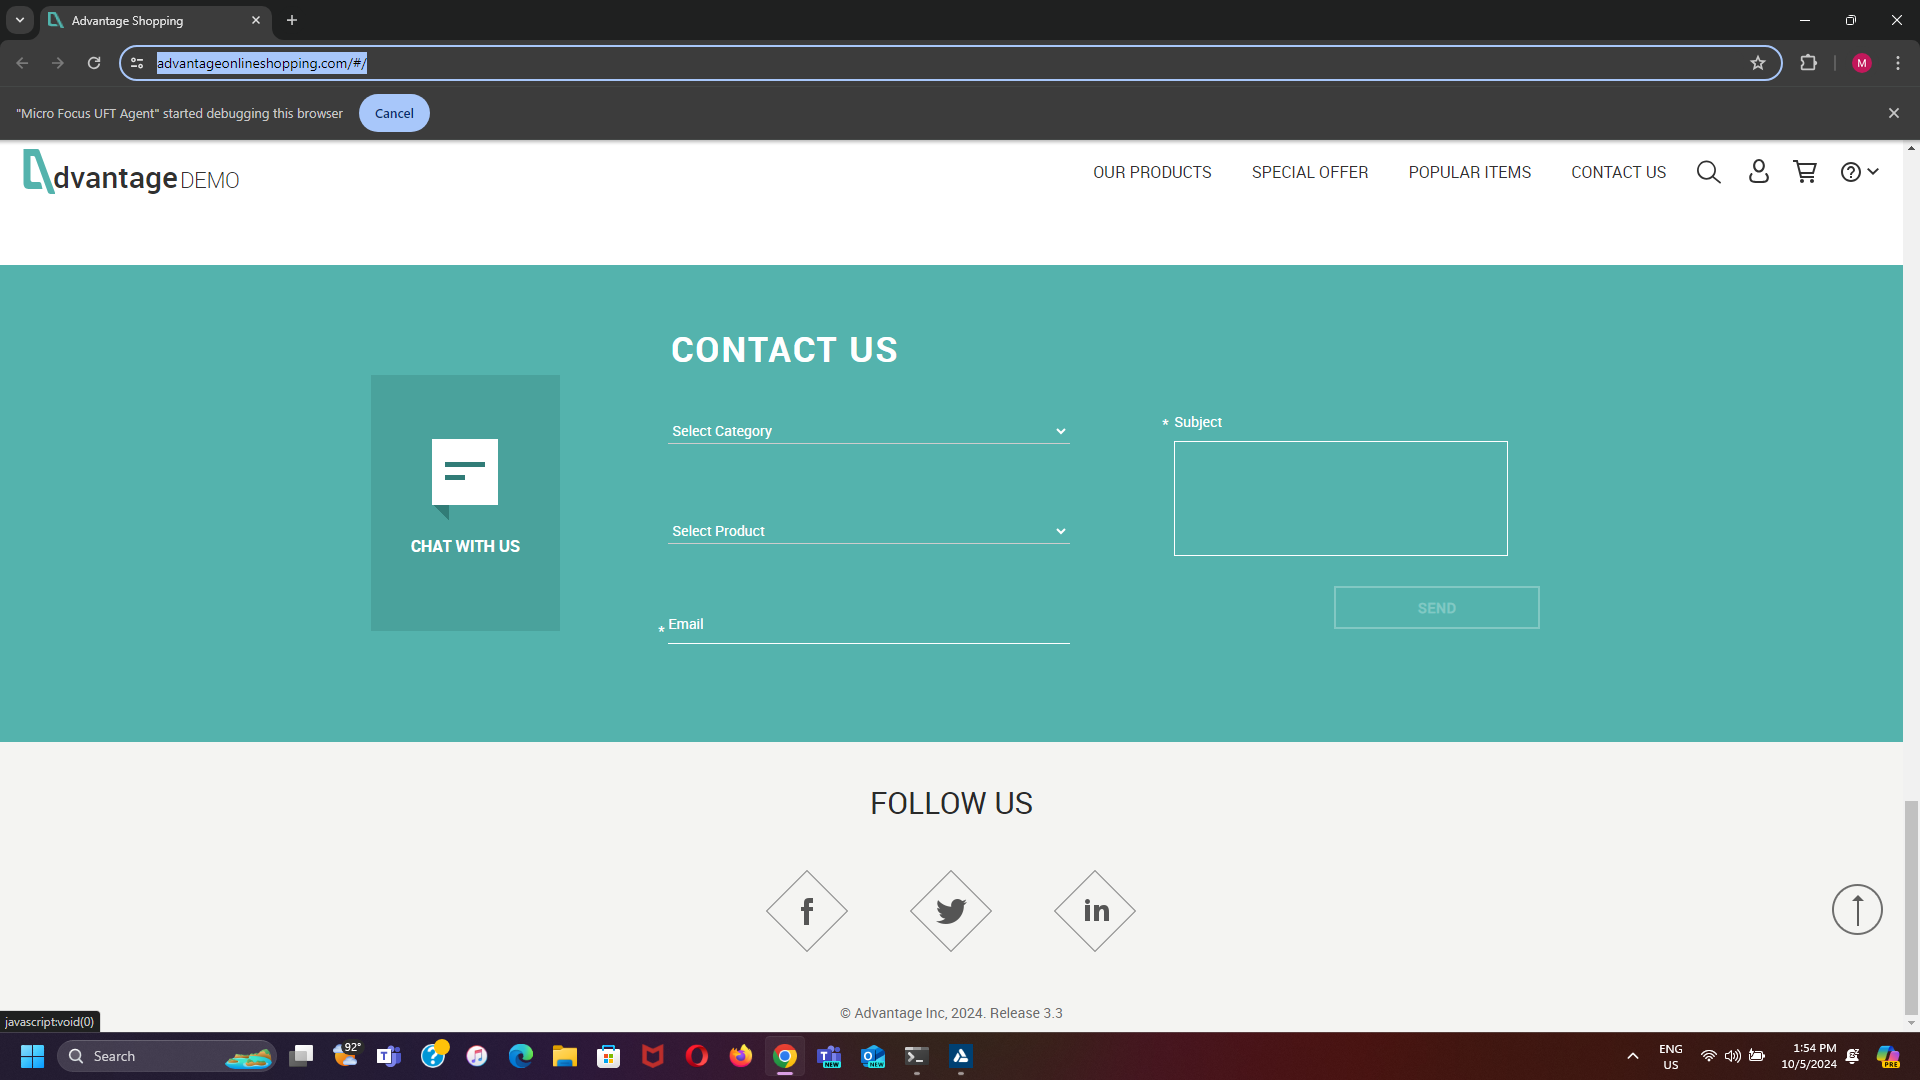 Advantage Shopping
advantageonlineshopping.com/#/
"Micro Focus UFT Agent" started debugging this browser
Cancel
M
dvantage DEMO
OUR PRODUCTS
SPECIAL OFFER
POPULAR ITEMS
CONTACT US
CONTACT US
Select Category
* Subject
CHAT WITH US
Select Product
SEND
* Email
FOLLOW US
f
in
© Advantage Inc, 2024. Release 3.3
javascript:void(0)
Search
92°
NEW
NEW
ENG
US
1:54 PM
10/5/2024
PRE